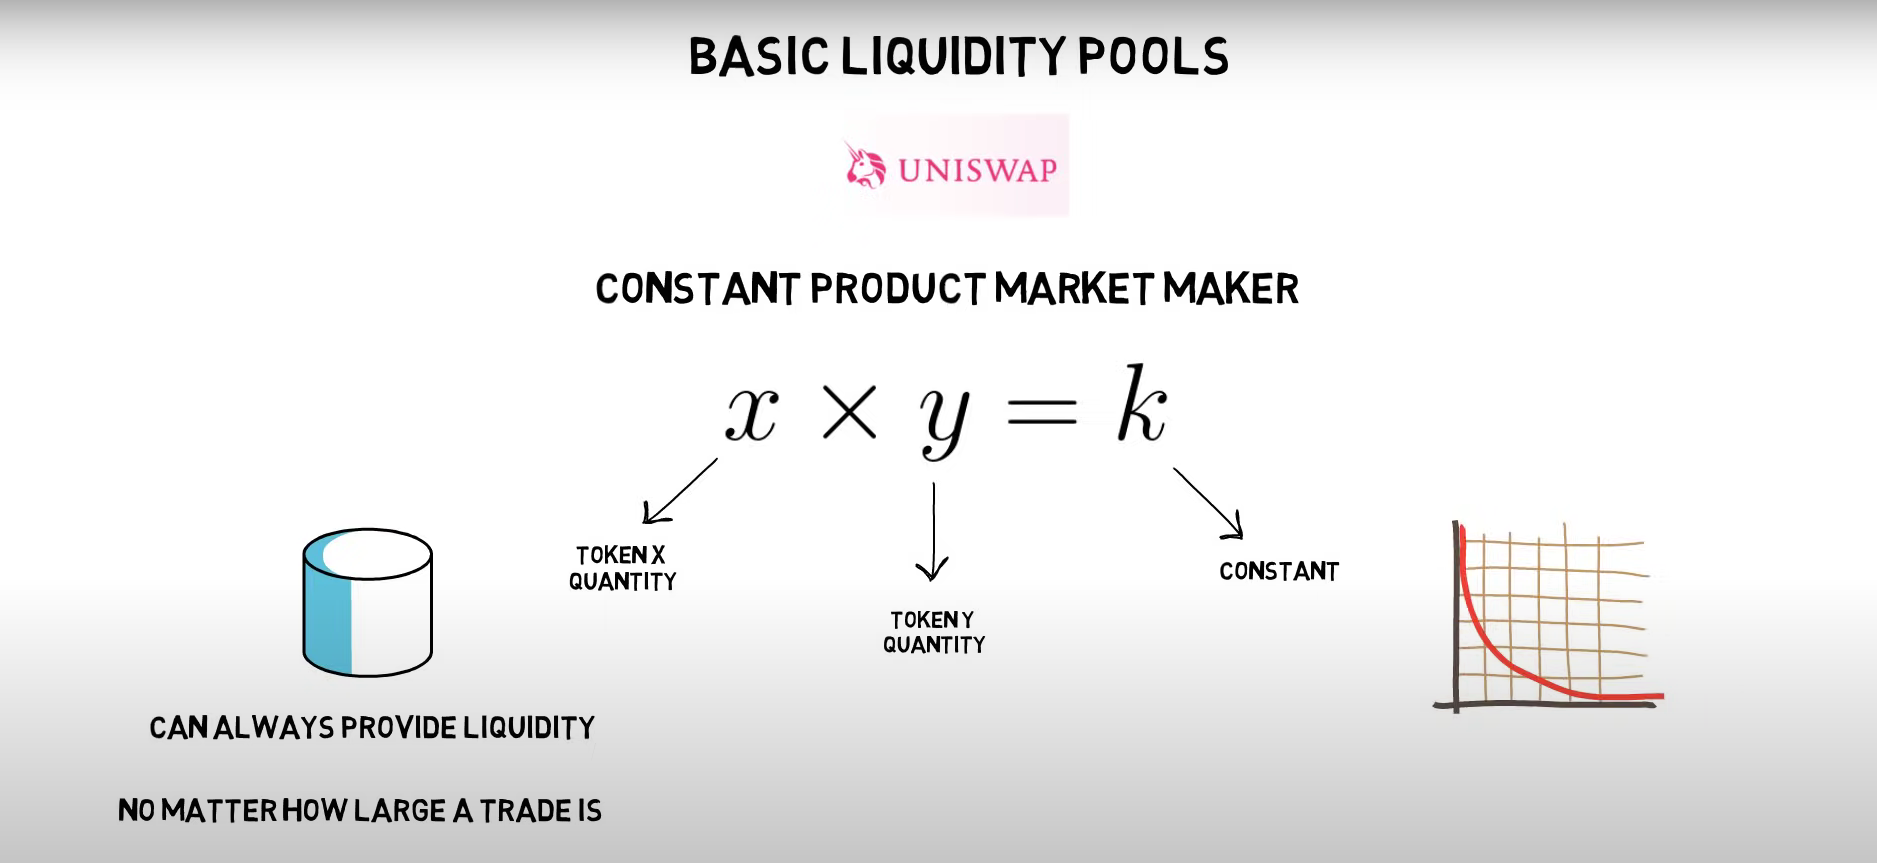 BASIC LIQUIDITY POOLS
UNISWAP
CONSTANT PRODUCT MARKET MAKER
x × y = k
TOKEN X
QUANTITY
TOKEN Y
QUANTITY
CONSTANT
CAN ALWAYS PROVIDE LIQUIDITY
NO MATTER HOW LARGE A TRADE IS